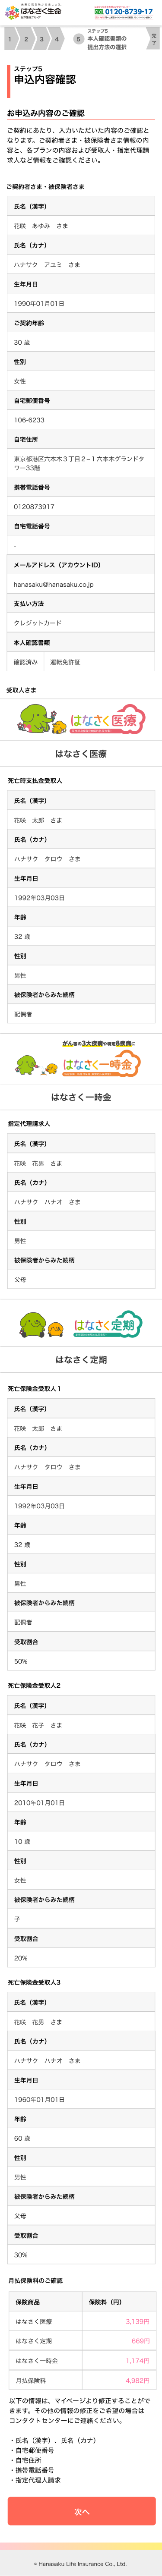 はなさく生命
日本生命グループ
0120-8739-17
1 2 3 4 5
ステップ5
本人確認書類の
提出方法の選択
完了
ステップ5
申込内容確認
お申込み内容のご確認
ご契約にあたり、入力いただいた内容のご確認と
なります。ご契約者さま・被保険者さま情報の内
容と、各プランの内容および受取人・指定代理請
求人など情報をご確認ください。
ご契約者さま・被保険者さま
氏名（漢字）
花咲　あゆみ　さま
氏名（カナ）
ハナサク　アユミ　さま
生年月日
1990年01月01日
ご契約年齢
30 歳
性別
女性
自宅郵便番号
106-6233
自宅住所
東京都港区六本木３丁目２−１六本木グランドタ
ワー33階
携帯電話番号
0120873917
自宅電話番号
-
メールアドレス（アカウントID）
hanasaku@hanasaku.co.jp
支払い方法
クレジットカード
本人確認書類
確認済み　運転免許証
受取人さま
はなさく医療
はなさく医療
死亡時支払金受取人
氏名（漢字）
花咲　太郎　さま
氏名（カナ）
ハナサク　タロウ　さま
生年月日
1992年03月03日
年齢
32 歳
性別
男性
被保険者からみた続柄
配偶者
がん等の3大疾病や特定8疾病に
はなさく一時金
はなさく一時金
指定代理請求人
氏名（漢字）
花咲　花男　さま
氏名（カナ）
ハナサク　ハナオ　さま
性別
男性
被保険者からみた続柄
父母
はなさく定期
はなさく定期
死亡保険金受取人１
氏名（漢字）
花咲　太郎　さま
氏名（カナ）
ハナサク　タロウ　さま
生年月日
1992年03月03日
年齢
32 歳
性別
男性
被保険者からみた続柄
配偶者
受取割合
50%
死亡保険金受取人2
氏名（漢字）
花咲　花子　さま
氏名（カナ）
ハナサク　タロウ　さま
生年月日
2010年01月01日
年齢
10 歳
性別
女性
被保険者からみた続柄
子
受取割合
20%
死亡保険金受取人3
氏名（漢字）
花咲　花男　さま
氏名（カナ）
ハナサク　ハナオ　さま
生年月日
1960年01月01日
年齢
60 歳
性別
男性
被保険者からみた続柄
父母
受取割合
30%
月払保険料のご確認
保険商品　保険料（円）
はなさく医療　3,139円
はなさく定期　669円
はなさく一時金　1,174円
月払保険料　4,982円
以下の情報は、マイページより修正することがで
きます。その他の情報の修正をご希望の場合は
コンタクトセンターにご連絡ください。
・氏名（漢字）、氏名（カナ）
・自宅郵便番号
・自宅住所
・携帯電話番号
・自宅電話番号
・指定代理人請求
次へ
© Hanasaku Life Insurance Co., Ltd.